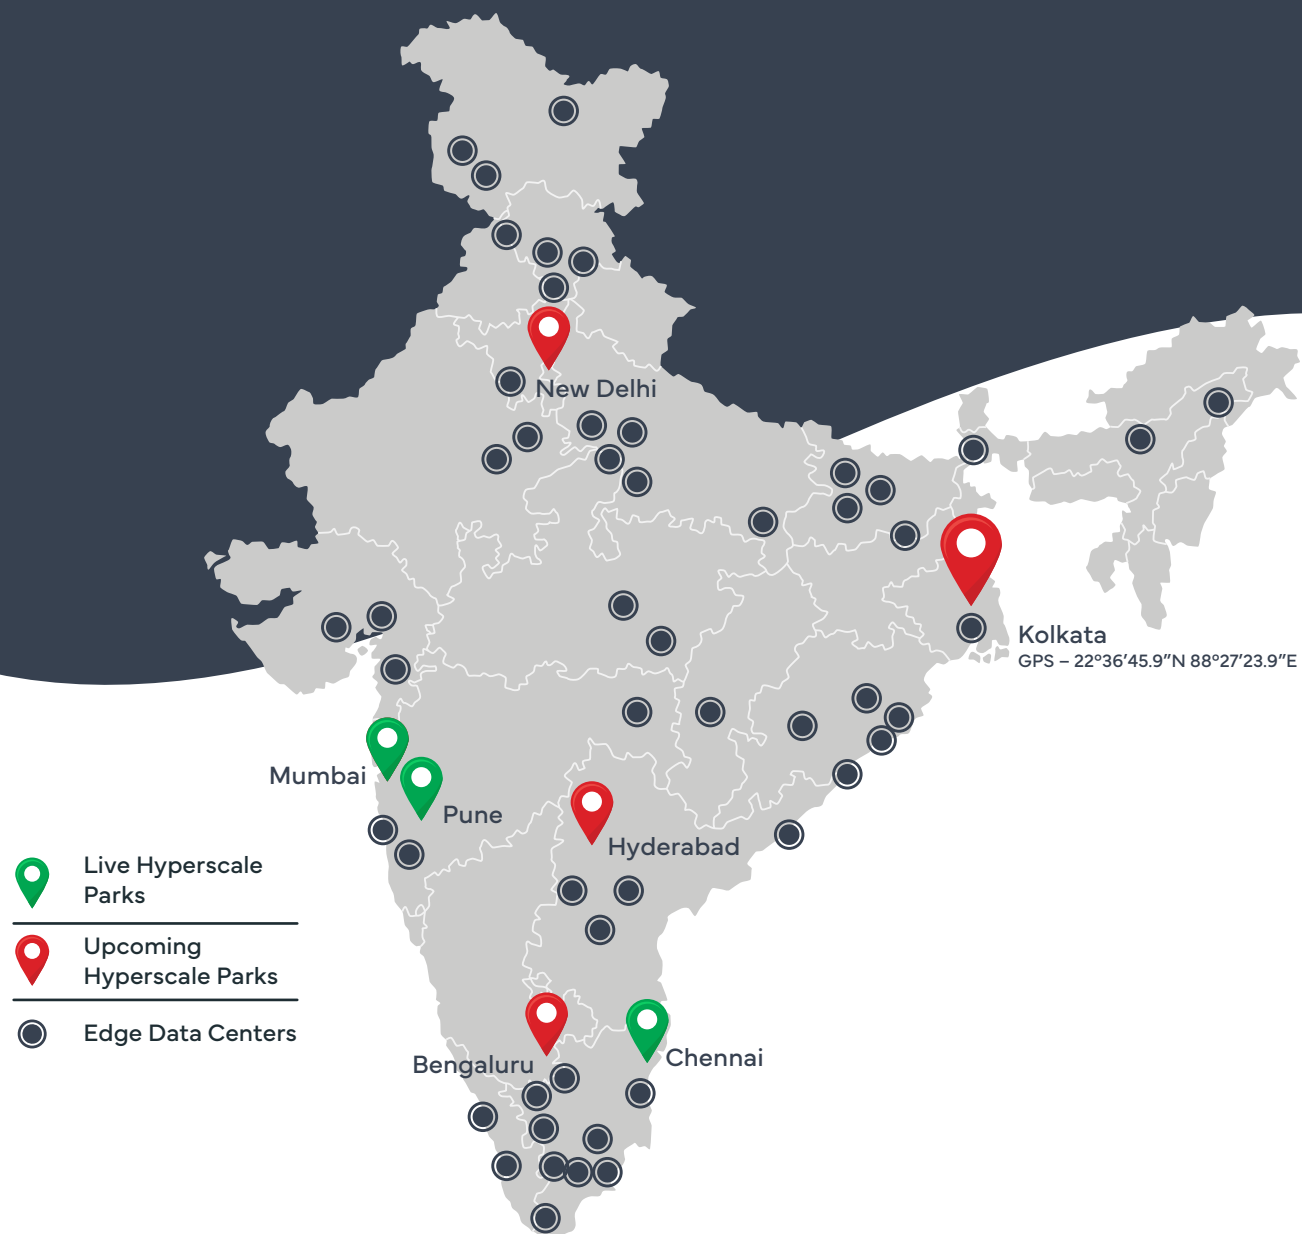 New Delhi
Kolkata
GPS – 22°36′45.9″N 88°27′23.9″E
Mumbai
Pune
Hyderabad
Live Hyperscale
Parks
Upcoming
Hyperscale Parks
Edge Data Centers
Bengaluru
Chennai